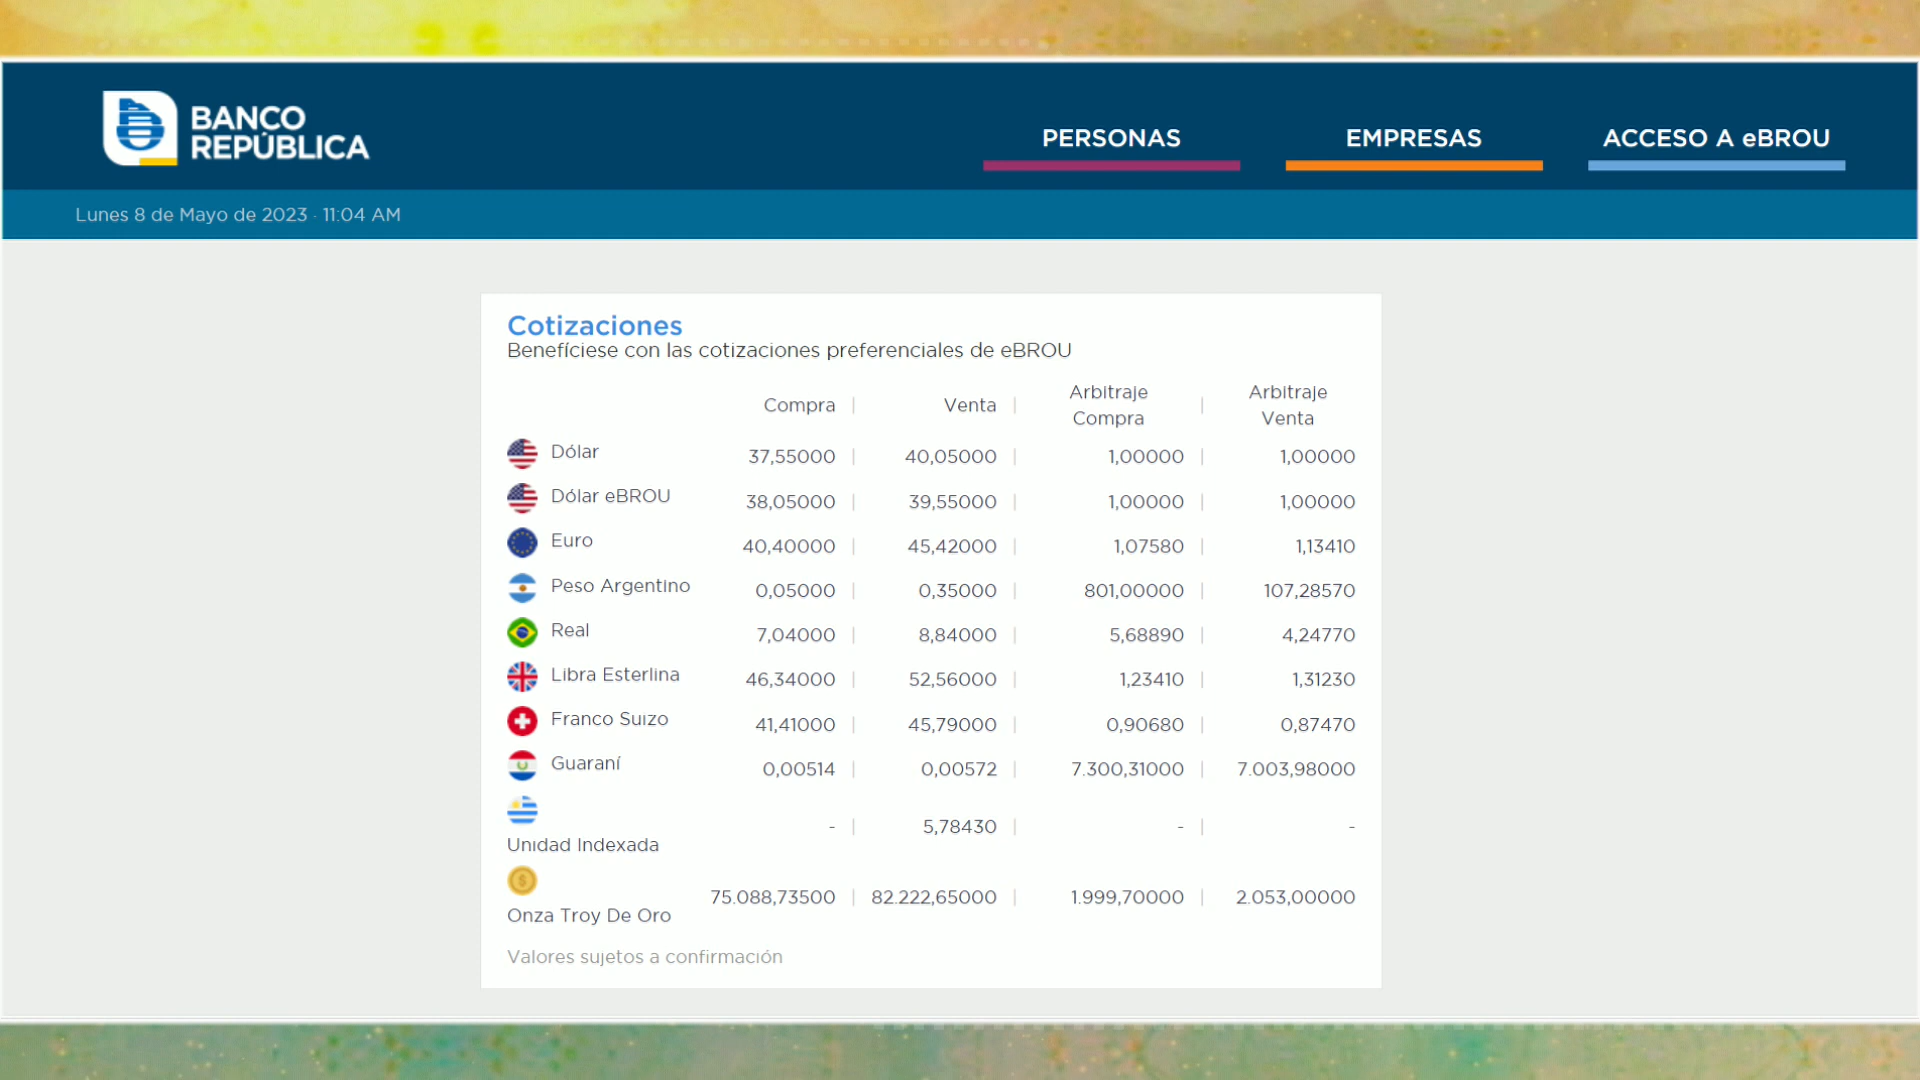 BANCO
REPÚBLICA
PERSONAS
EMPRESAS
ACCESO A eBROU
Lunes 8 de Mayo de 2023 · 11:04 AM
Cotizaciones
Benefíciese con las cotizaciones preferenciales de eBROU
Compra | Venta | Arbitraje Compra | Arbitraje Venta
Dólar 37,55000 | 40,05000 | 1,00000 | 1,00000
Dólar eBROU 38,05000 | 39,55000 | 1,00000 | 1,00000
Euro 40,40000 | 45,42000 | 1,07580 | 1,13410
Peso Argentino 0,05000 | 0,35000 | 801,00000 | 107,28570
Real 7,04000 | 8,84000 | 5,68890 | 4,24770
Libra Esterlina 46,34000 | 52,56000 | 1,23410 | 1,31230
Franco Suizo 41,41000 | 45,79000 | 0,90680 | 0,87470
Guaraní 0,00514 | 0,00572 | 7.300,31000 | 7.003,98000
Unidad Indexada - | 5,78430 | - | -
Onza Troy De Oro 75.088,73500 | 82.222,65000 | 1.999,70000 | 2.053,00000
Valores sujetos a confirmación